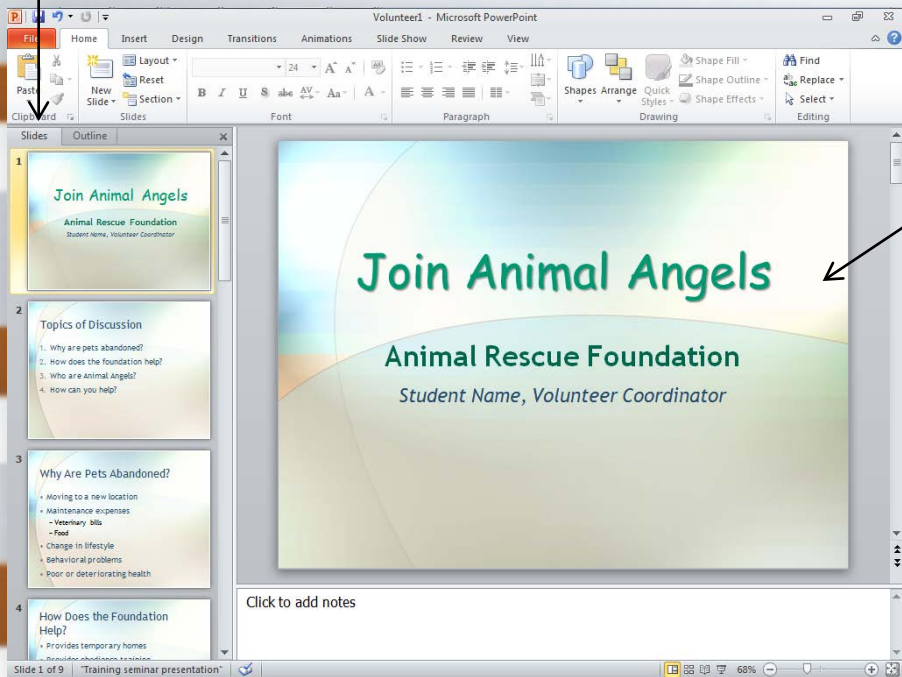 Volunteer1 - Microsoft PowerPoint
File Home Insert Design Transitions Animations Slide Show Review View
Paste
New Slide
Layout
Reset
Section
24
B I U S abc AV Aa A
Shapes Arrange Quick Styles
Shape Fill
Shape Outline
Shape Effects
Find
Replace
Select
Clipboard Slides Font Paragraph Drawing Editing
Slides Outline
1
Join Animal Angels
Animal Rescue Foundation
Student Name, Volunteer Coordinator
2
Topics of Discussion
1. Why are pets abandoned?
2. How does the foundation help?
3. Who are Animal Angels?
4. How can you help?
3
Why Are Pets Abandoned?
• Moving to a new location
• Maintenance expenses
– Veterinary bills
– Food
• Change in lifestyle
• Behavioral problems
• Poor or deteriorating health
4
How Does the Foundation
Help?
• Provides temporary homes
• Provides obedience training
Join Animal Angels
Animal Rescue Foundation
Student Name, Volunteer Coordinator
Click to add notes
Slide 1 of 9 "Training seminar presentation" 68%